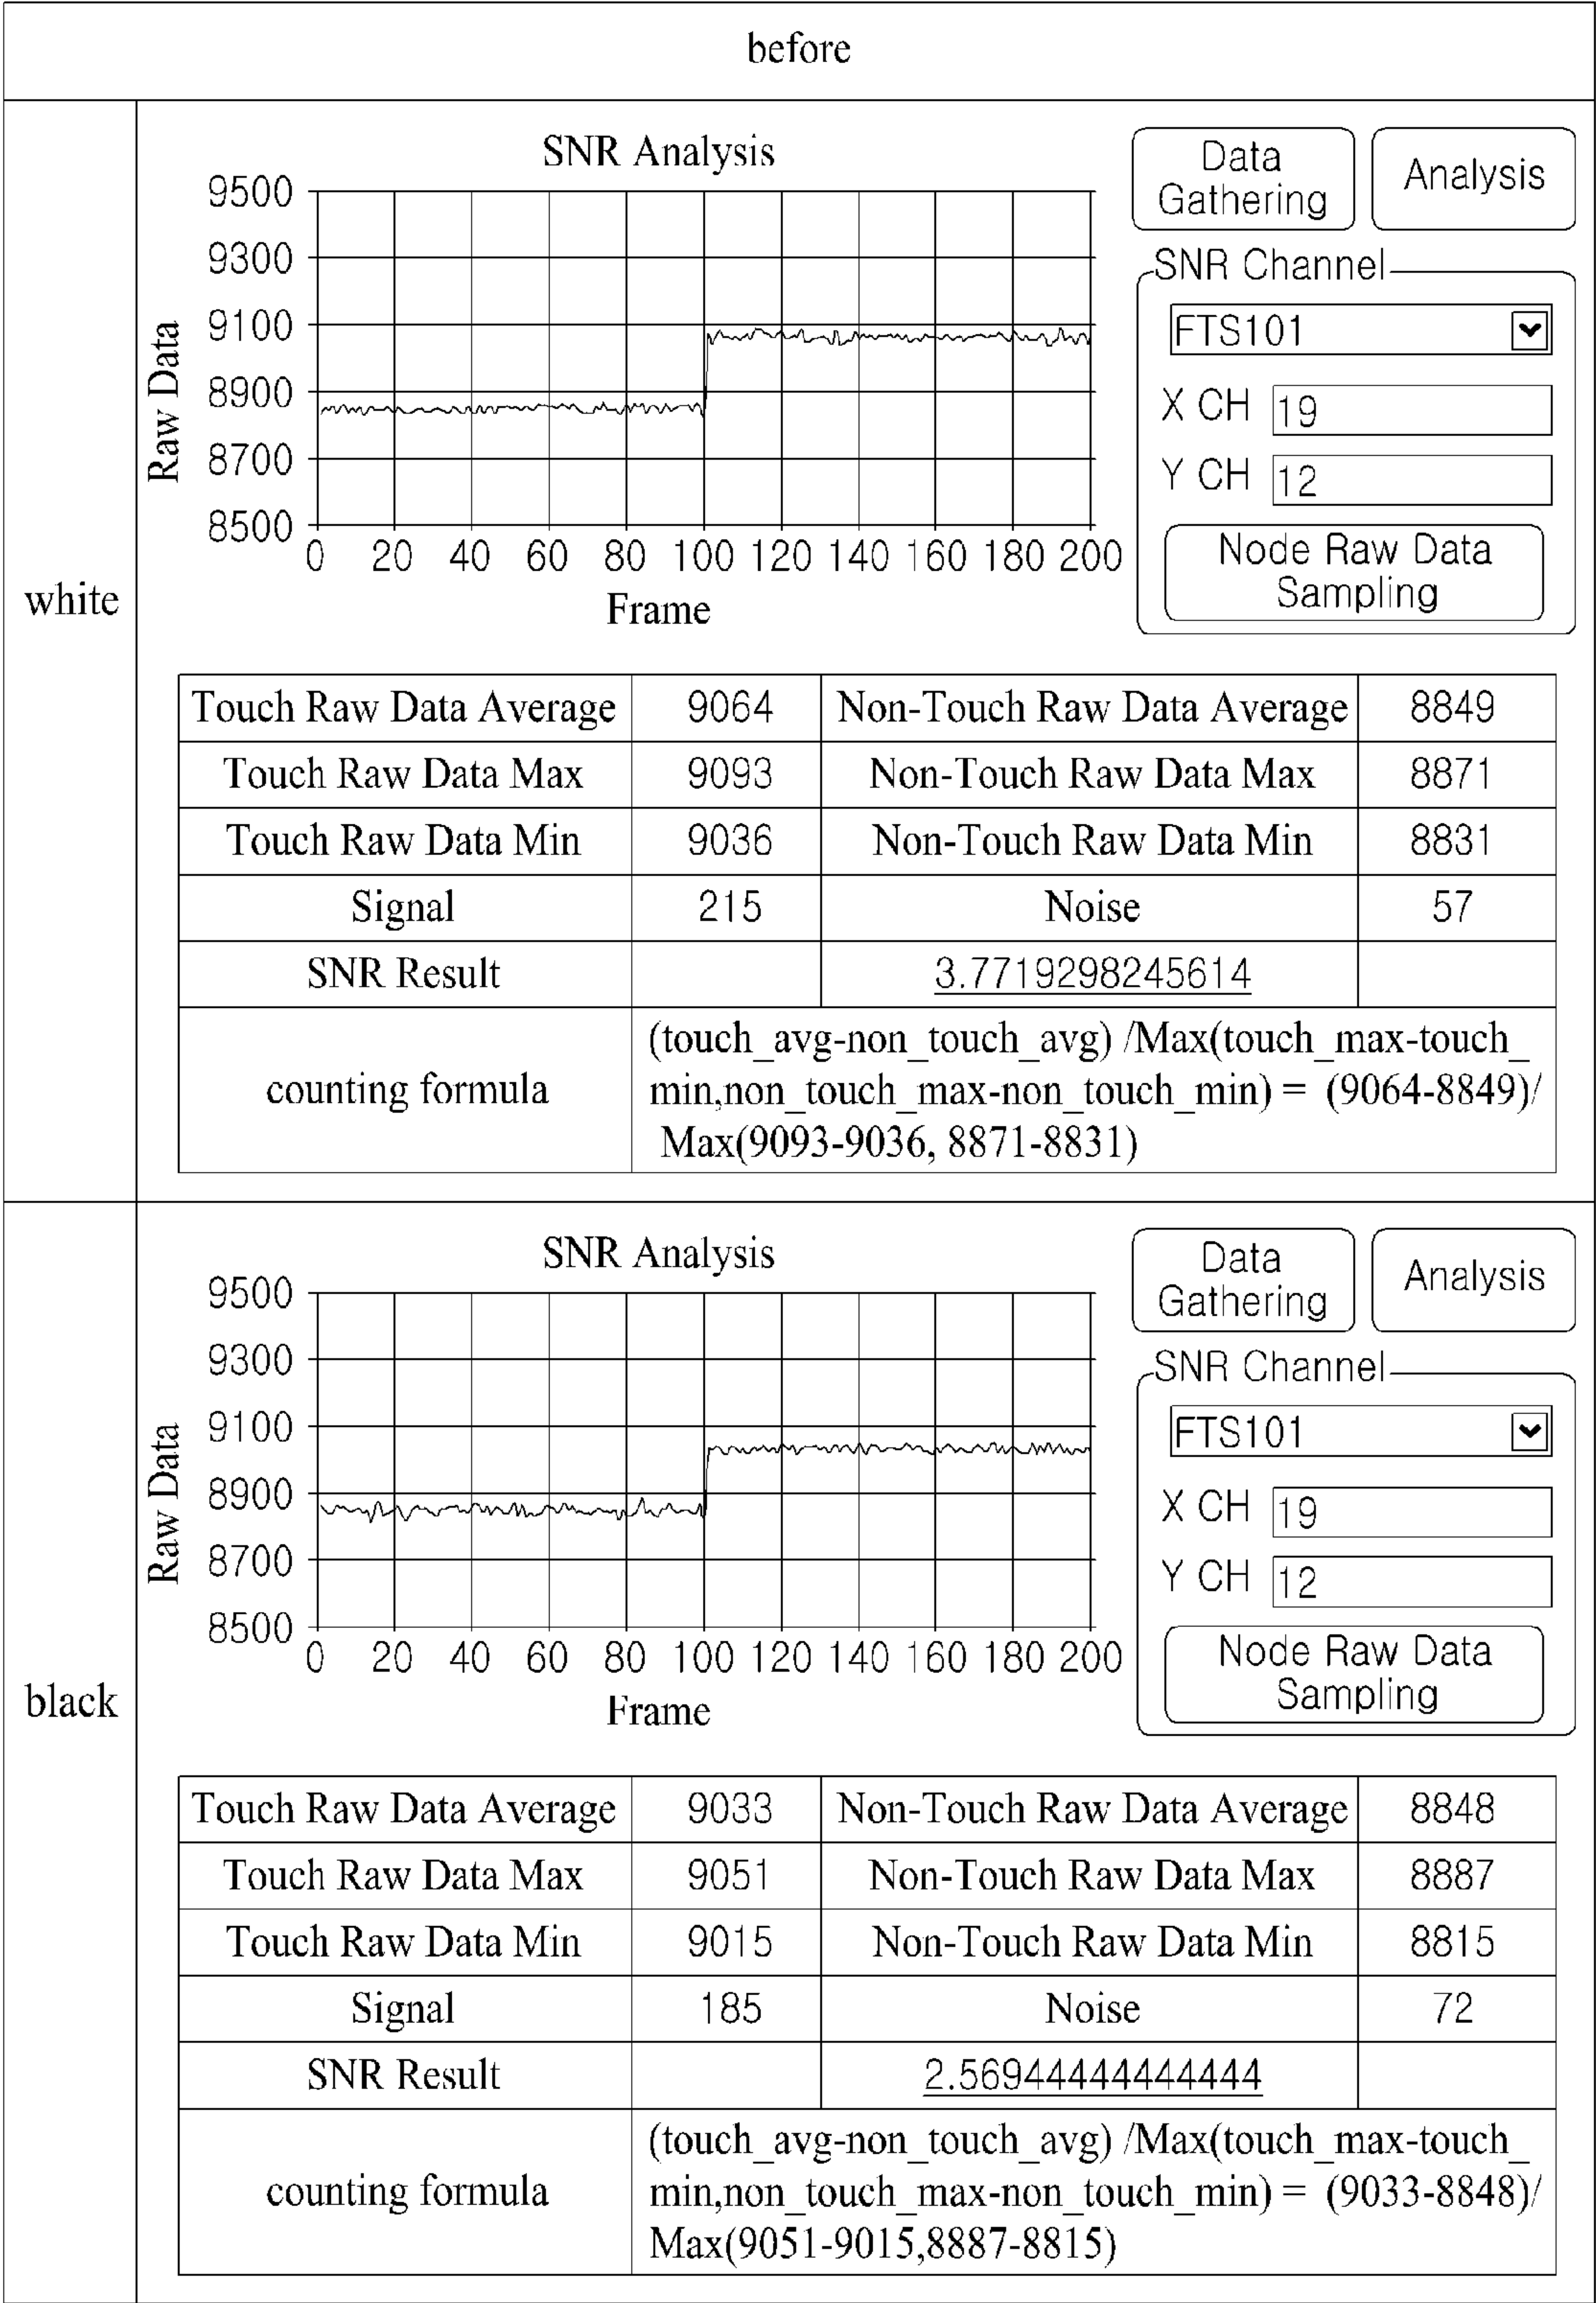 before
white
SNR Analysis
9500
9300
9100
8900
8700
8500
Raw Data
0 20 40 60 80 100 120 140 160 180 200
Frame
Data
Gathering
Analysis
SNR Channel
FTS101
X CH 19
Y CH 12
Node Raw Data
Sampling
Touch Raw Data Average 9064 Non-Touch Raw Data Average 8849
Touch Raw Data Max 9093 Non-Touch Raw Data Max 8871
Touch Raw Data Min 9036 Non-Touch Raw Data Min 8831
Signal 215 Noise 57
SNR Result 3.7719298245614
counting formula
(touch_avg-non_touch_avg) /Max(touch_max-touch_
min,non_touch_max-non_touch_min) = (9064-8849)/
Max(9093-9036, 8871-8831)
black
SNR Analysis
9500
9300
9100
8900
8700
8500
Raw Data
0 20 40 60 80 100 120 140 160 180 200
Frame
Data
Gathering
Analysis
SNR Channel
FTS101
X CH 19
Y CH 12
Node Raw Data
Sampling
Touch Raw Data Average 9033 Non-Touch Raw Data Average 8848
Touch Raw Data Max 9051 Non-Touch Raw Data Max 8887
Touch Raw Data Min 9015 Non-Touch Raw Data Min 8815
Signal 185 Noise 72
SNR Result 2.56944444444444
counting formula
(touch_avg-non_touch_avg) /Max(touch_max-touch_
min,non_touch_max-non_touch_min) = (9033-8848)/
Max(9051-9015,8887-8815)